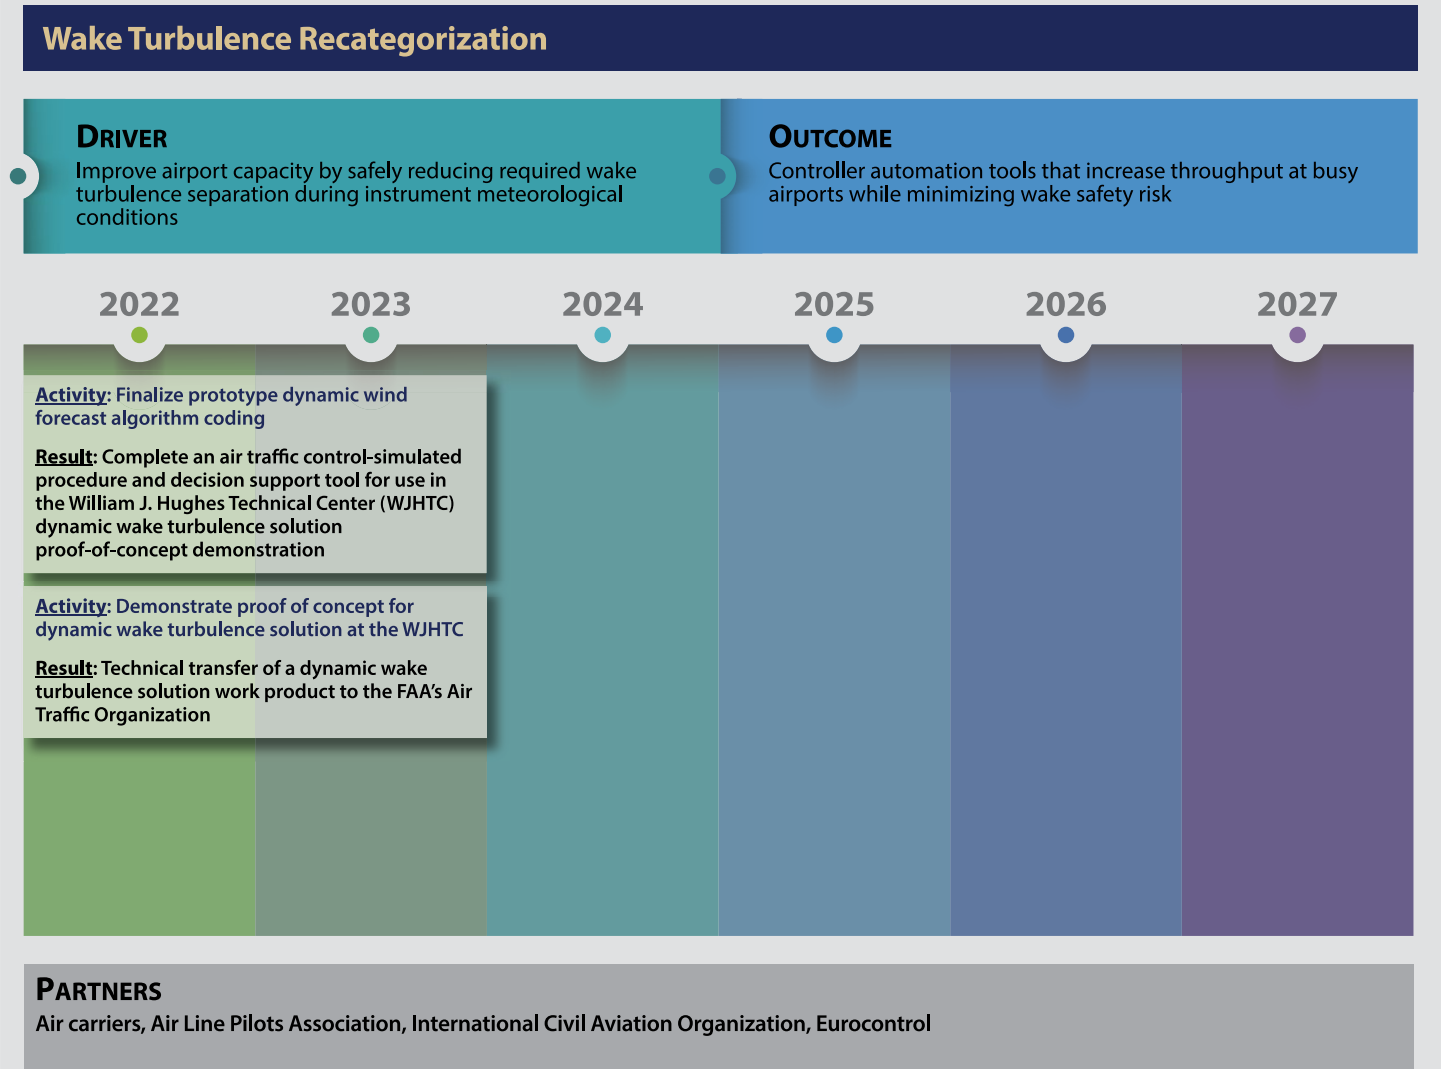 Wake Turbulence Recategorization
DRIVER
Improve airport capacity by safely reducing required wake
turbulence separation during instrument meteorological
conditions
OUTCOME
Controller automation tools that increase throughput at busy
airports while minimizing wake safety risk
2022 2023 2024 2025 2026 2027
Activity: Finalize prototype dynamic wind
forecast algorithm coding
Result: Complete an air traffic control-simulated
procedure and decision support tool for use in
the William J. Hughes Technical Center (WJHTC)
dynamic wake turbulence solution
proof-of-concept demonstration
Activity: Demonstrate proof of concept for
dynamic wake turbulence solution at the WJHTC
Result: Technical transfer of a dynamic wake
turbulence solution work product to the FAA's Air
Traffic Organization
PARTNERS
Air carriers, Air Line Pilots Association, International Civil Aviation Organization, Eurocontrol